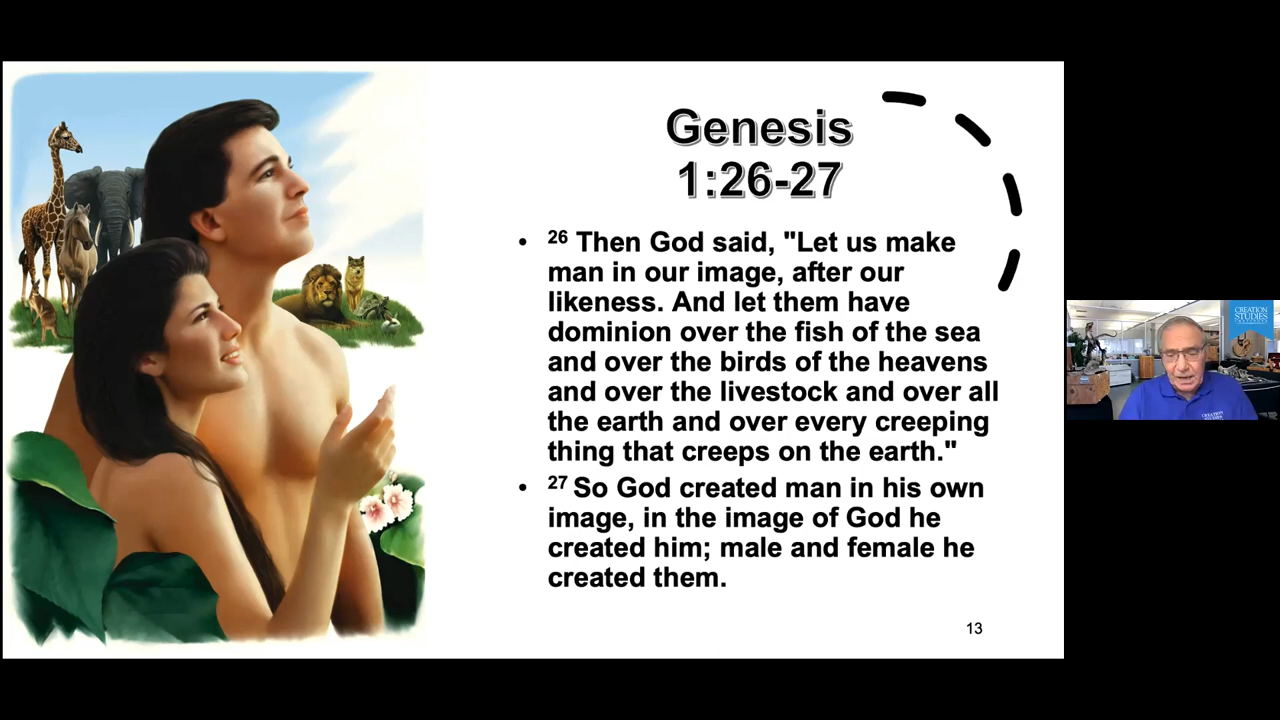 Genesis
1:26-27
• 26 Then God said, "Let us make
man in our image, after our
likeness. And let them have
dominion over the fish of the sea
and over the birds of the heavens
and over the livestock and over all
the earth and over every creeping
thing that creeps on the earth."
• 27 So God created man in his own
image, in the image of God he
created him; male and female he
created them.
13
CREATION
STUDIES
CREATION